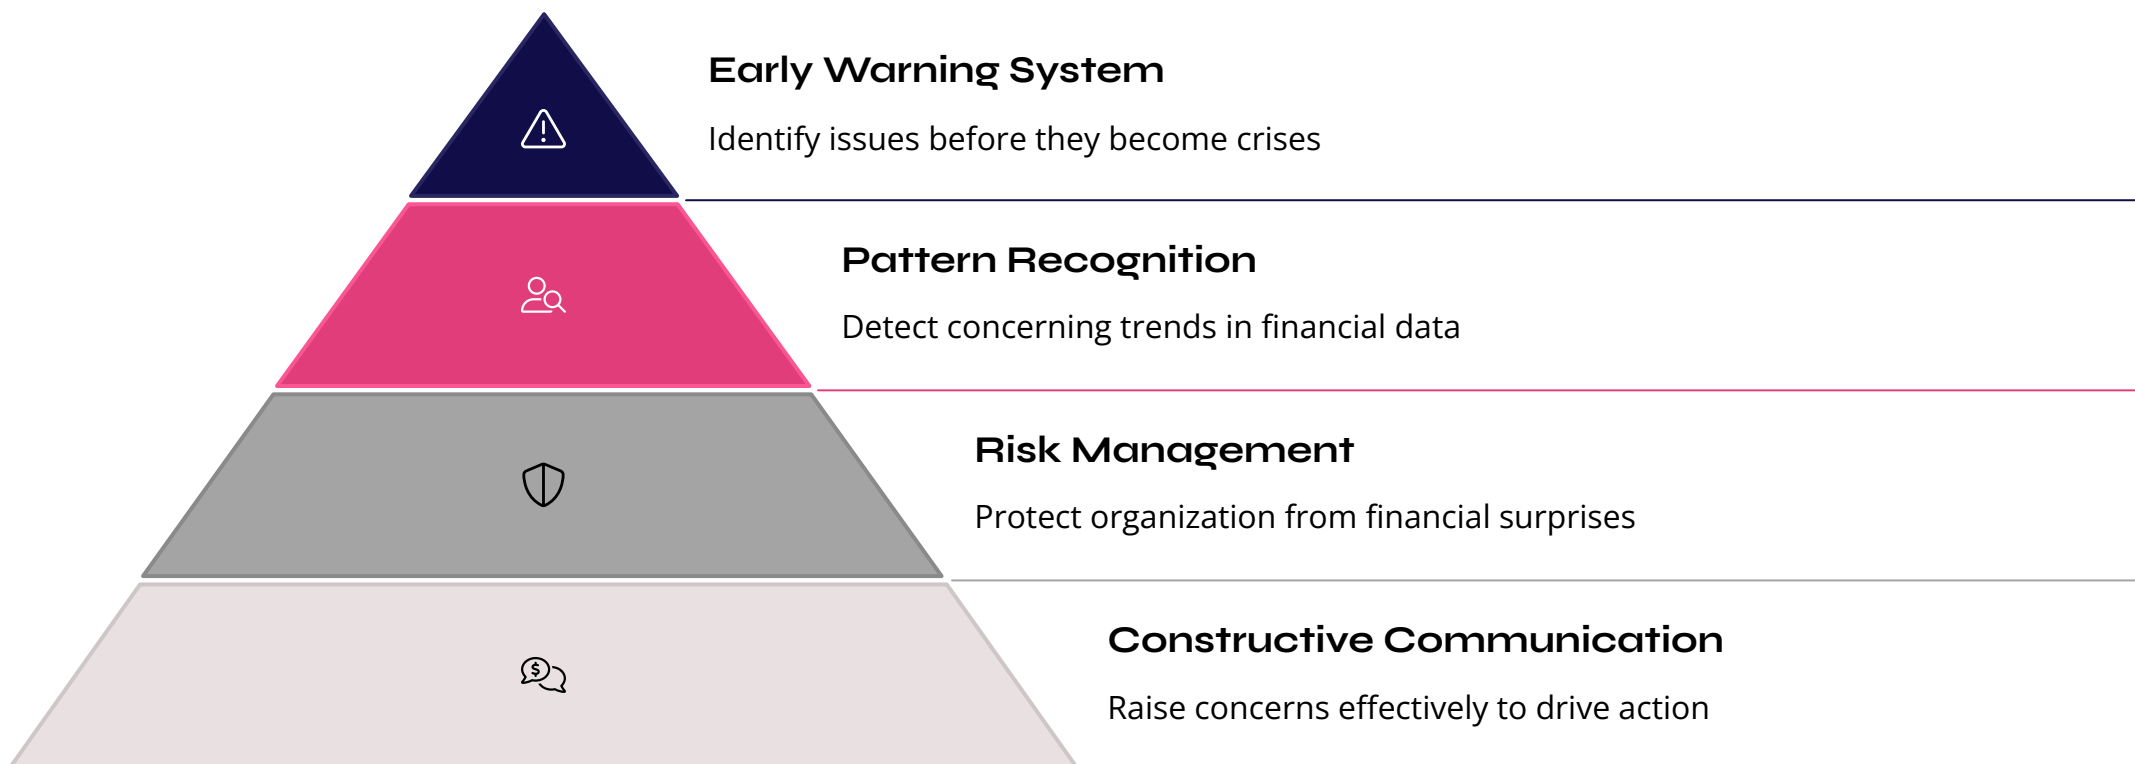 Early Warning System
Identify issues before they become crises
Pattern Recognition
Detect concerning trends in financial data
Risk Management
Protect organization from financial surprises
$
Constructive Communication
Raise concerns effectively to drive action